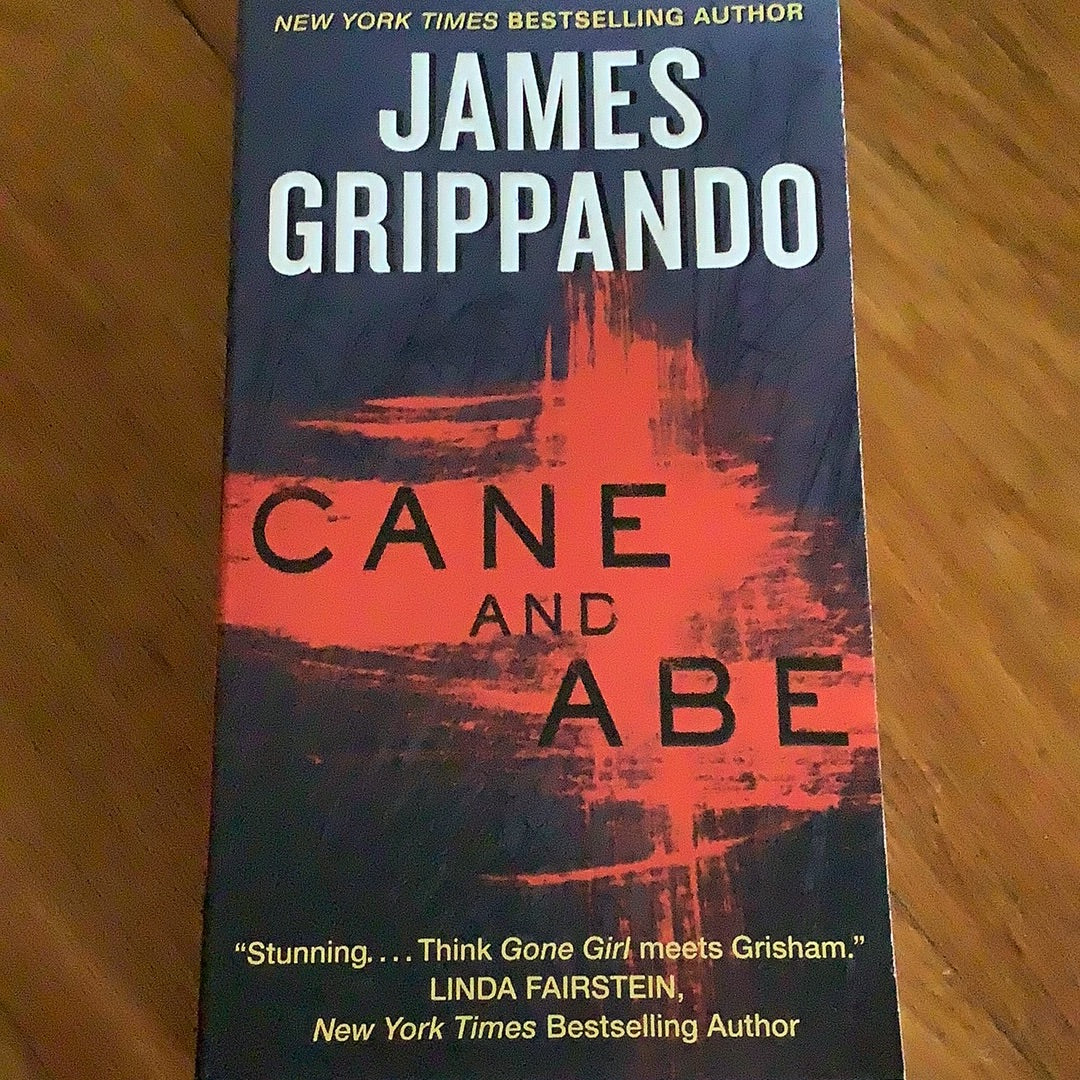 NEW YORK TIMES BESTSELLING AUTHOR
JAMES
GRIPPANDO
CANE
AND
ABE
“Stunning. . . . Think Gone Girl meets Grisham.”
LINDA FAIRSTEIN,
New York Times Bestselling Author